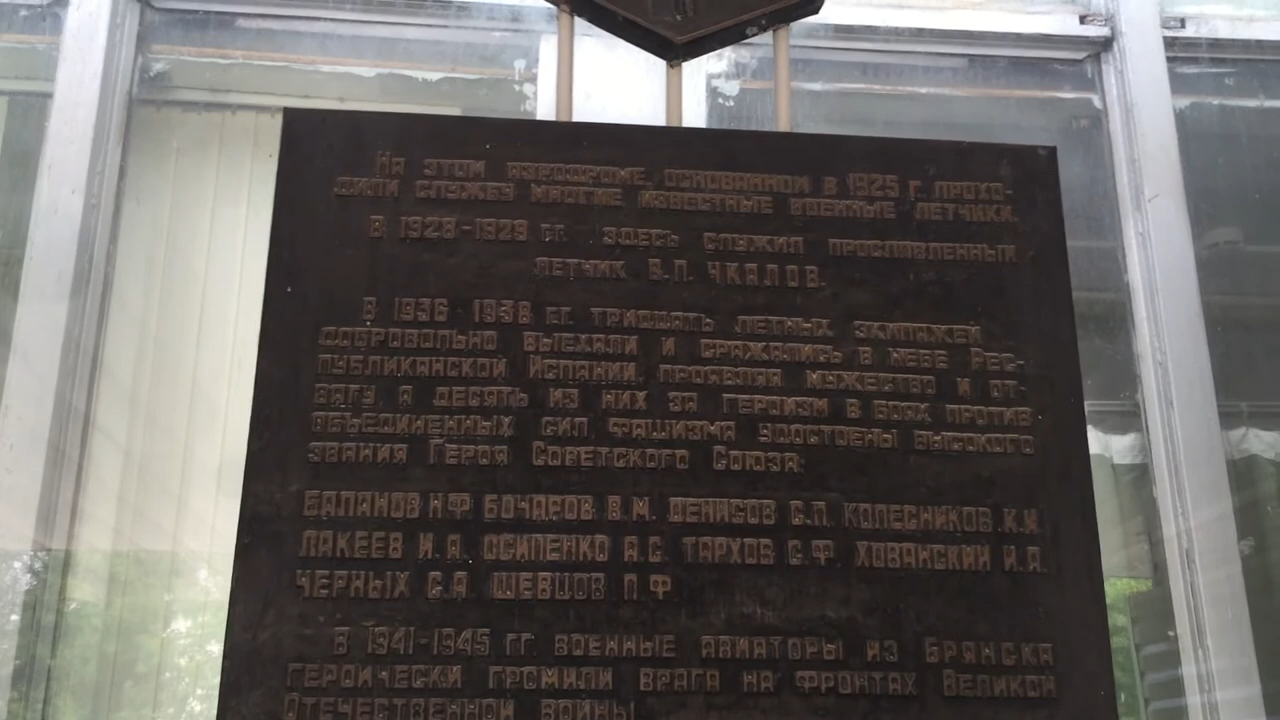 На этом аэродроме, основанном в 1925 г. прохо-
дили службу многие известные военные летчики.
В 1928-1929 гг. здесь служил прославленный
летчик В.П. Чкалов.
В 1936 1938 гг. тридцать летных экипажей
добровольно выехали и сражались в небе Рес-
публиканской Испании, проявляя мужество и от-
вагу, а десять из них за героизм в боях против
объединенных сил фашизма удостоены высокого
звания Героя Советского Союза:
БАЛАНОВ Н.Ф. БОЧАРОВ В.М. ДЕНИСОВ С.П. КОЛЕСНИКОВ К.И.
ЛАКЕЕВ И.А. ОСИПЕНКО А.С. ТАРХОВ С.Ф. ХОВАНСКИЙ И.А.
ЧЕРНЫХ С.А. ШЕВЦОВ П.Ф.
В 1941-1945 гг. военные авиаторы из Брянска
героически громили врага на фронтах Великой
Отечественной войны